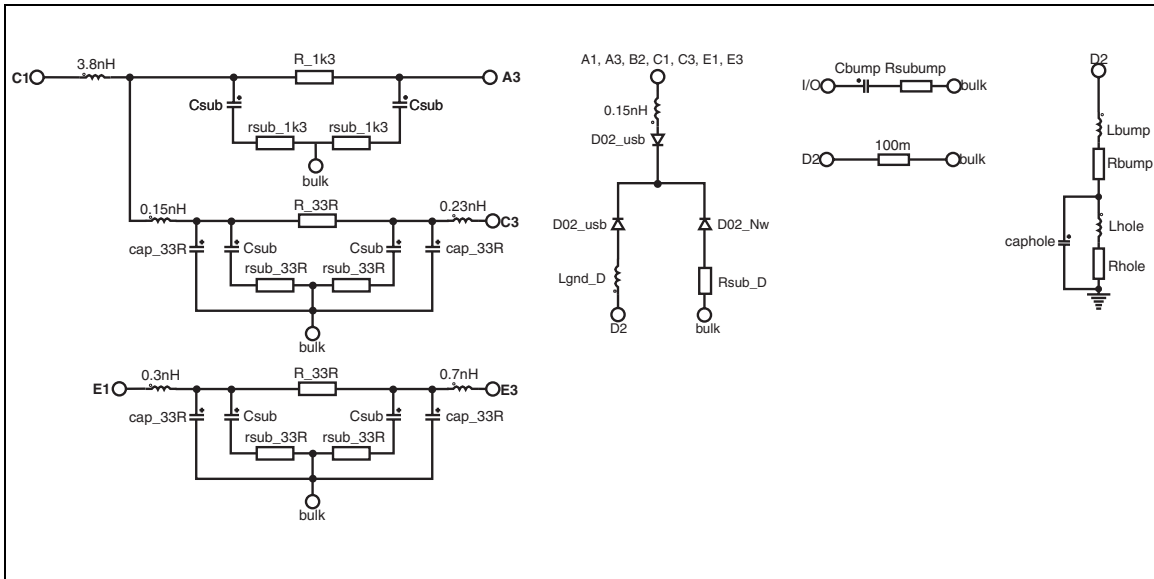 C1
3.8nH
R_1k3
A3
Csub
Csub
rsub_1k3 rsub_1k3
bulk
0.15nH
R_33R
0.23nH
C3
cap_33R
Csub
Csub
cap_33R
rsub_33R rsub_33R
bulk
E1
0.3nH
R_33R
0.7nH
E3
cap_33R
Csub
Csub
cap_33R
rsub_33R rsub_33R
bulk
A1, A3, B2, C1, C3, E1, E3
0.15nH
D02_usb
D02_usb
D02_Nw
Lgnd_D
Rsub_D
D2
bulk
Cbump Rsubump
I/O
bulk
D2
100m
bulk
D2
Lbump
Rbump
caphole
Lhole
Rhole